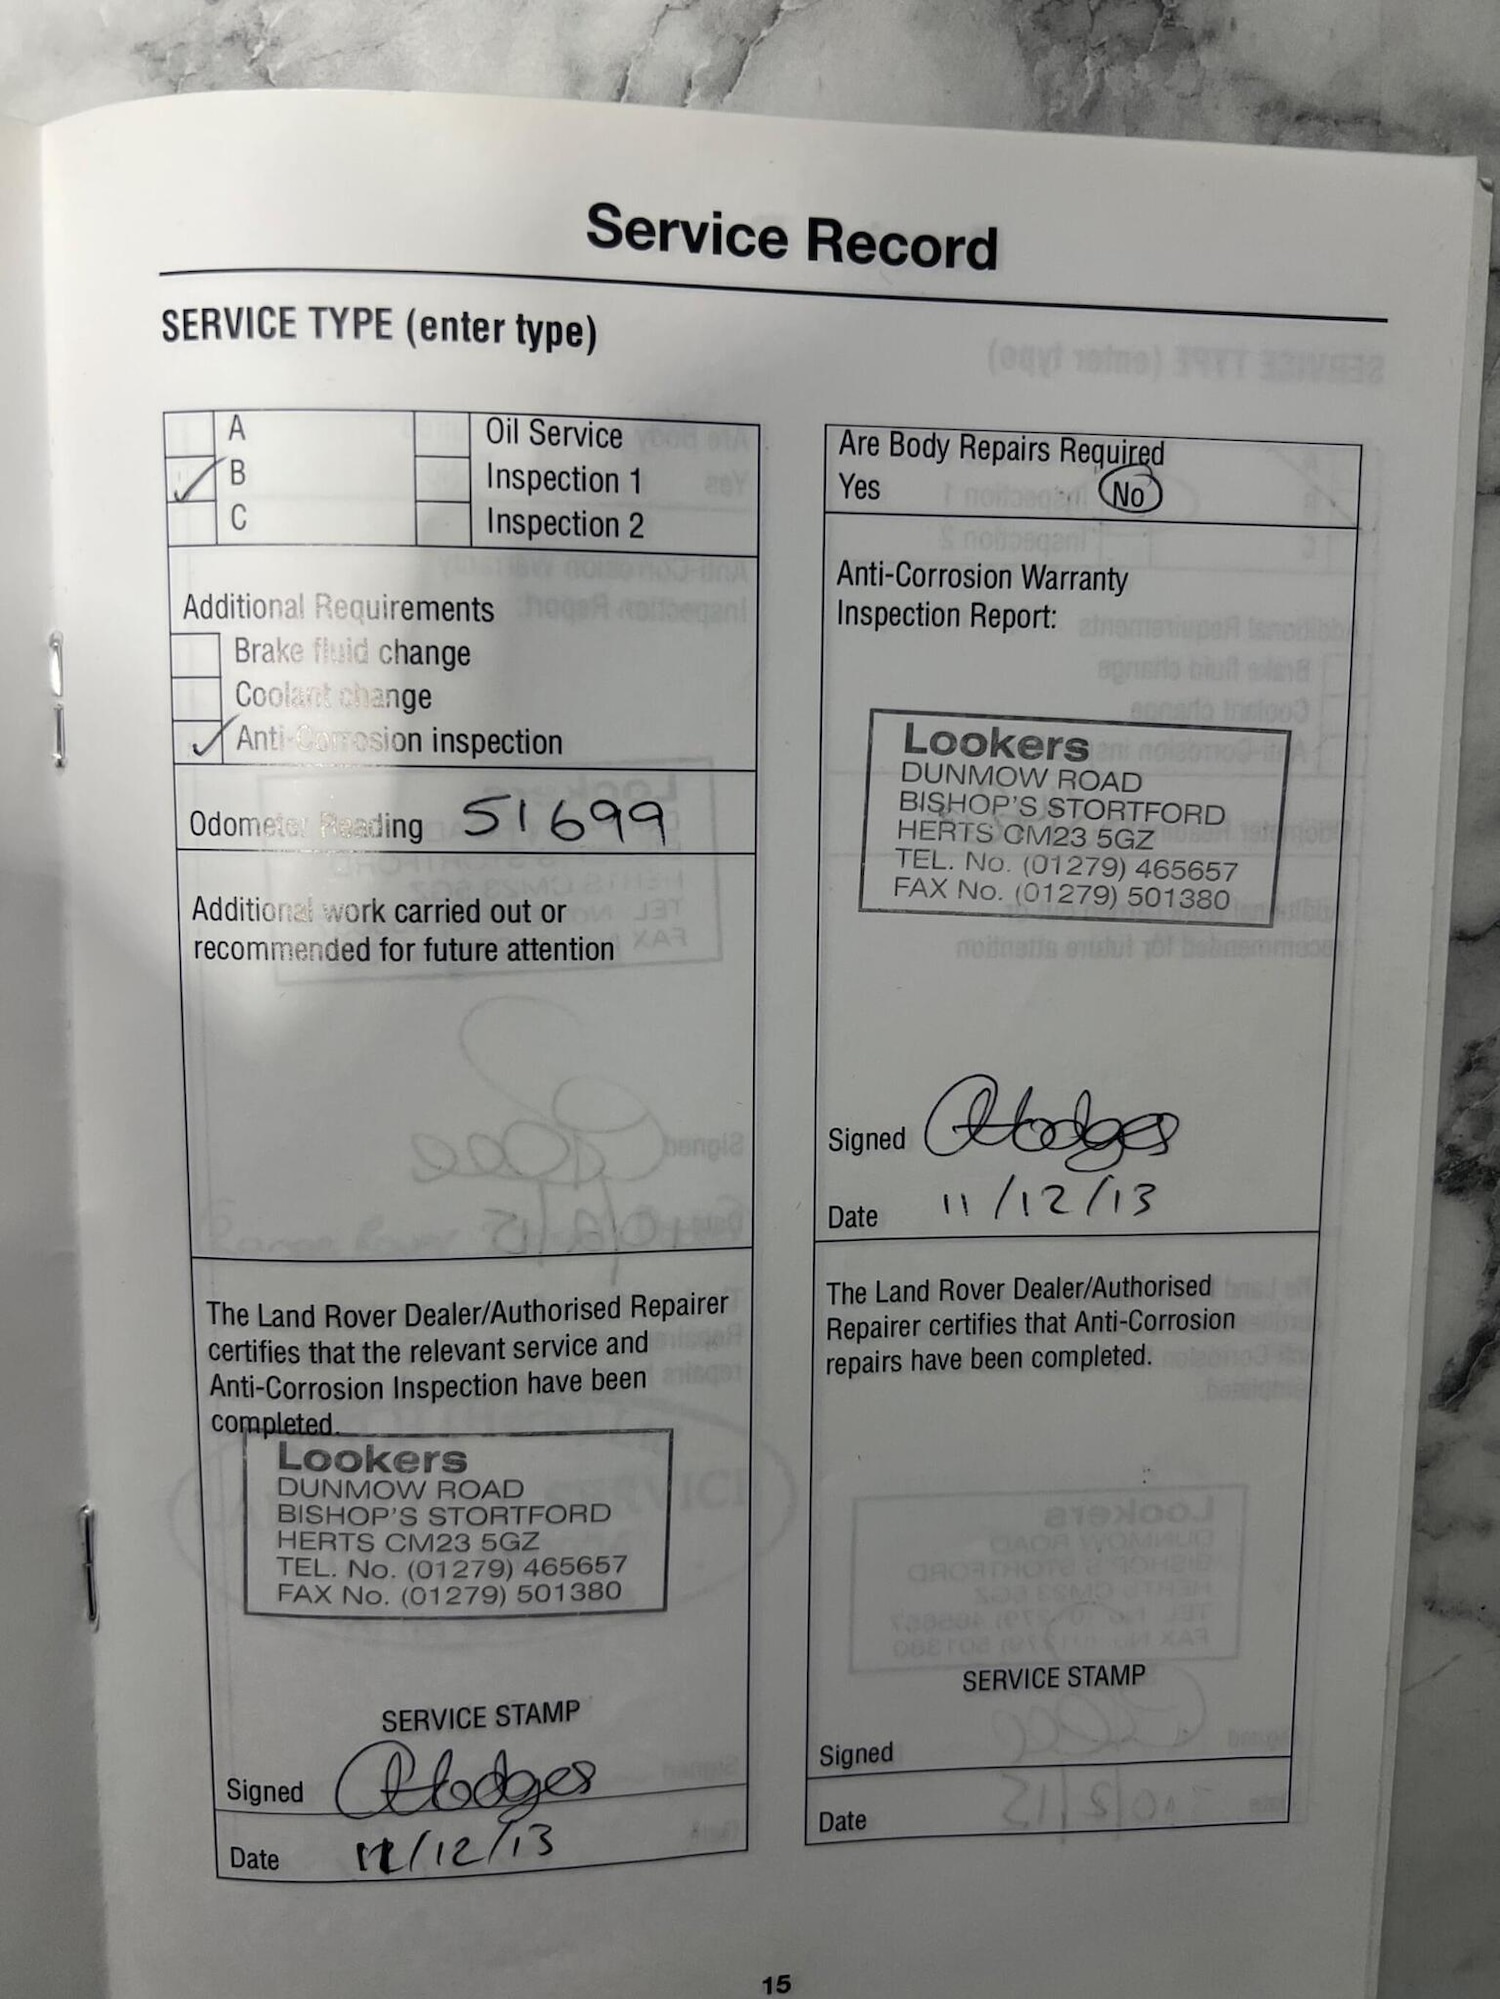 Service Record
SERVICE TYPE (enter type)
A
Oil Service
B
Inspection 1
C
Inspection 2
Additional Requirements
Brake fluid change
Coolant change
Anti-Corrosion inspection
Odometer Reading 51699
Additional work carried out or
recommended for future attention
The Land Rover Dealer/Authorised Repairer
certifies that the relevant service and
Anti-Corrosion Inspection have been
completed.
Lookers
DUNMOW ROAD
BISHOP'S STORTFORD
HERTS CM23 5GZ
TEL. No. (01279) 465657
FAX No. (01279) 501380
SERVICE STAMP
Signed Hodges
Date 11/12/13
Are Body Repairs Required
Yes No
Anti-Corrosion Warranty
Inspection Report:
Lookers
DUNMOW ROAD
BISHOP'S STORTFORD
HERTS CM23 5GZ
TEL. No. (01279) 465657
FAX No. (01279) 501380
Signed Hodges
Date 11/12/13
The Land Rover Dealer/Authorised
Repairer certifies that Anti-Corrosion
repairs have been completed.
SERVICE STAMP
Signed
Date
15